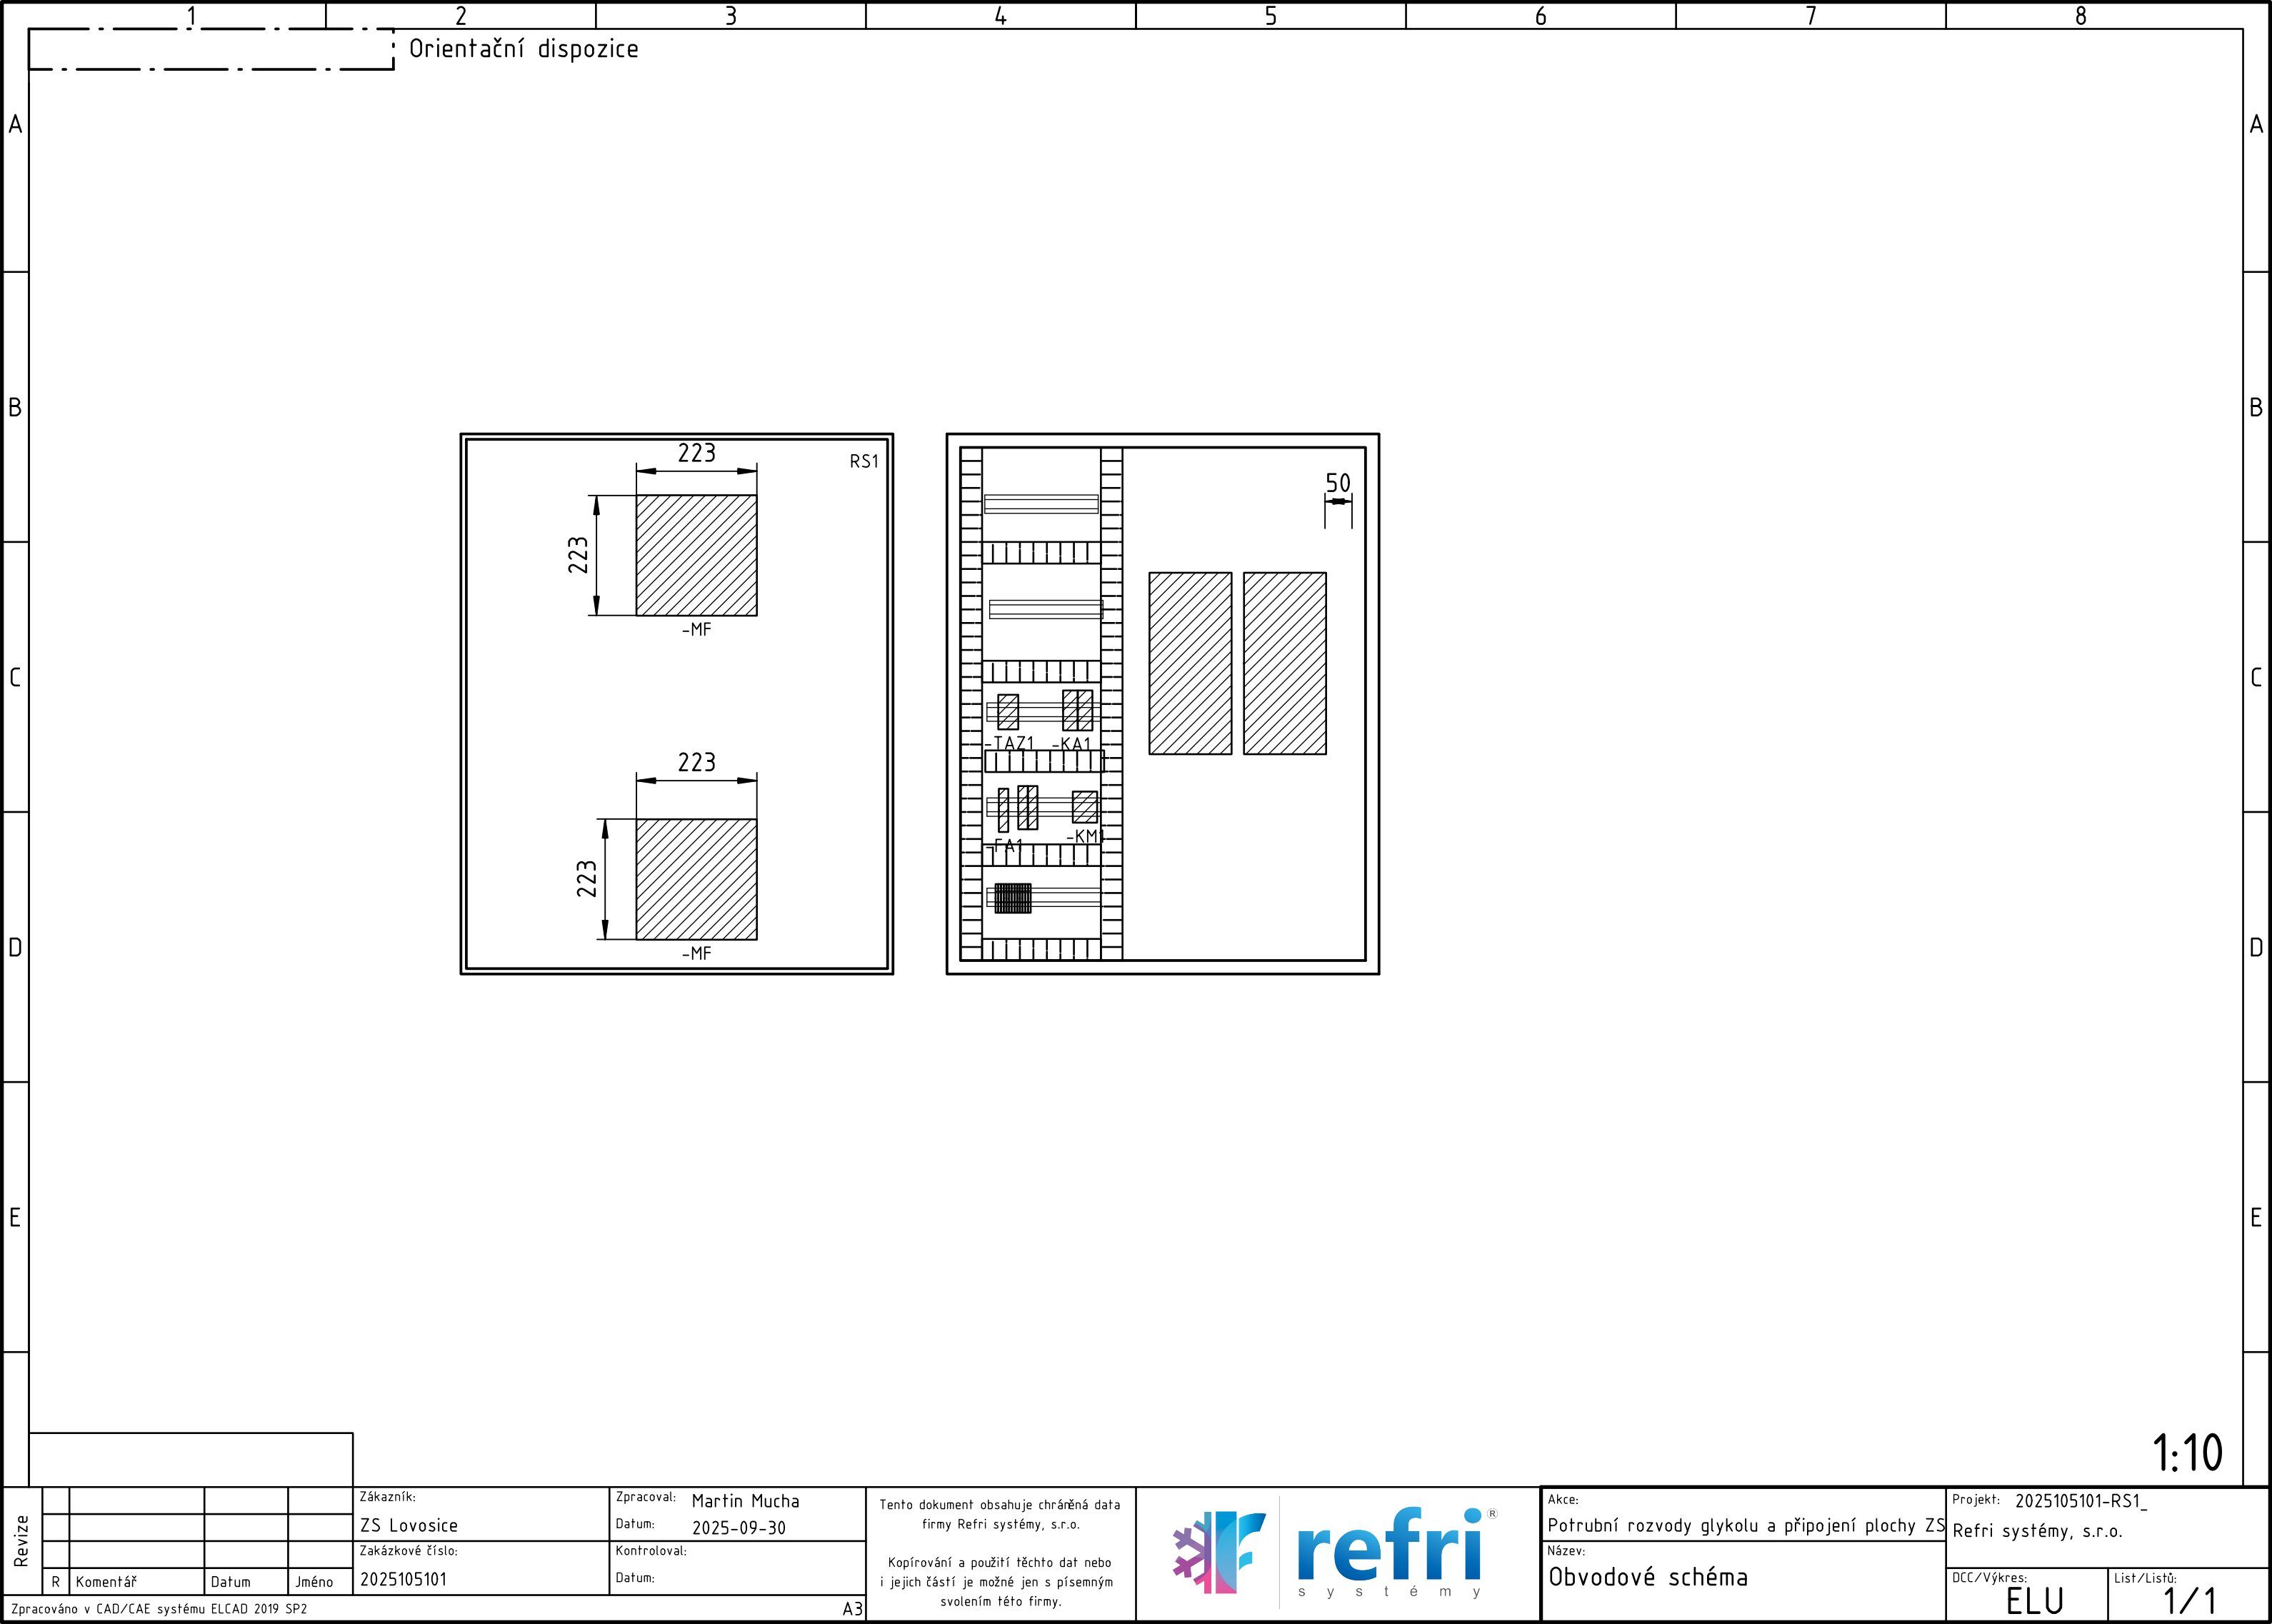 1 2 3 4 5 6 7 8
Orientační dispozice
A A
B B
C C
D D
E E
223
RS1
223
-MF
223
223
-MF
50
-TAZ1 -KA1
-KM1
-FA1
1:10
Revize
R Komentář Datum Jméno
Zpracováno v CAD/CAE systému ELCAD 2019 SP2
A3
Zákazník:
ZS Lovosice
Zakázkové číslo:
2025105101
Zpracoval: Martin Mucha
Datum: 2025-09-30
Kontroloval:
Datum:
Tento dokument obsahuje chráněná data
firmy Refri systémy, s.r.o.
Kopírování a použití těchto dat nebo
i jejich částí je možné jen s písemným
svolením této firmy.
refri®
systémy
Akce:
Potrubní rozvody glykolu a připojení plochy ZS
Název:
Obvodové schéma
Projekt: 2025105101-RS1_
Refri systémy, s.r.o.
DCC/Výkres:
ELU
List/Listů:
1/1